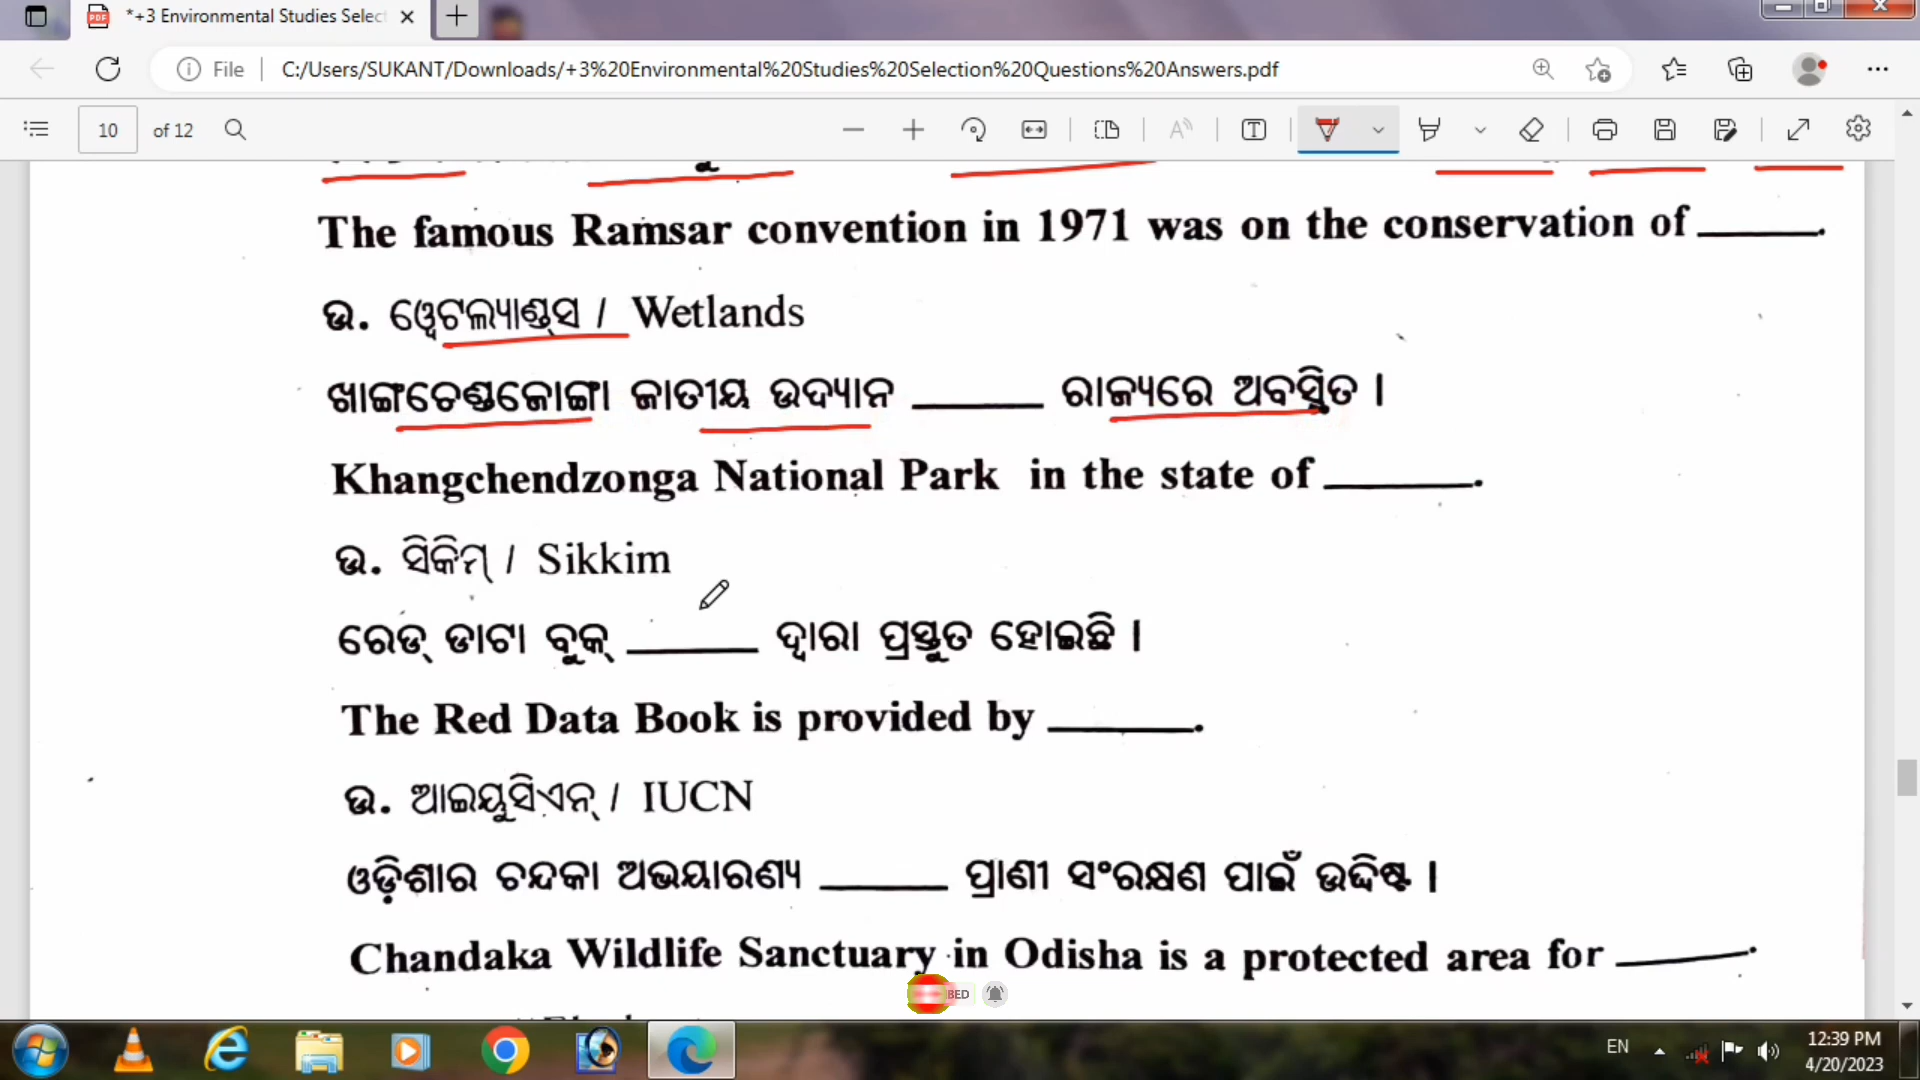 *+3 Environmental Studies Select
File
C:/Users/SUKANT/Downloads/+3%20Environmental%20Studies%20Selection%20Questions%20Answers.pdf
10 of 12
The famous Ramsar convention in 1971 was on the conservation of ______.
ଉ. ୱେଟଲ୍ୟାଣ୍ଡ୍‌ସ / Wetlands
ଖାଙ୍ଗଚେଣ୍ଡଜୋଙ୍ଗା ଜାତୀୟ ଉଦ୍ୟାନ ______ ରାଜ୍ୟରେ ଅବସ୍ଥିତ ।
Khangchendzonga National Park in the state of ______.
ଉ. ସିକିମ୍ / Sikkim
ରେଡ୍ ଡାଟା ବୁକ୍ ______ ଦ୍ୱାରା ପ୍ରସ୍ତୁତ ହୋଇଛି ।
The Red Data Book is provided by ______.
ଉ. ଆଇୟୁସିଏନ୍ / IUCN
ଓଡ଼ିଶାର ଚନ୍ଦକା ଅଭୟାରଣ୍ୟ ______ ପ୍ରାଣୀ ସଂରକ୍ଷଣ ପାଇଁ ଉଦ୍ଦିଷ୍ଟ ।
Chandaka Wildlife Sanctuary in Odisha is a protected area for ______.
BED
EN
12:39 PM
4/20/2023